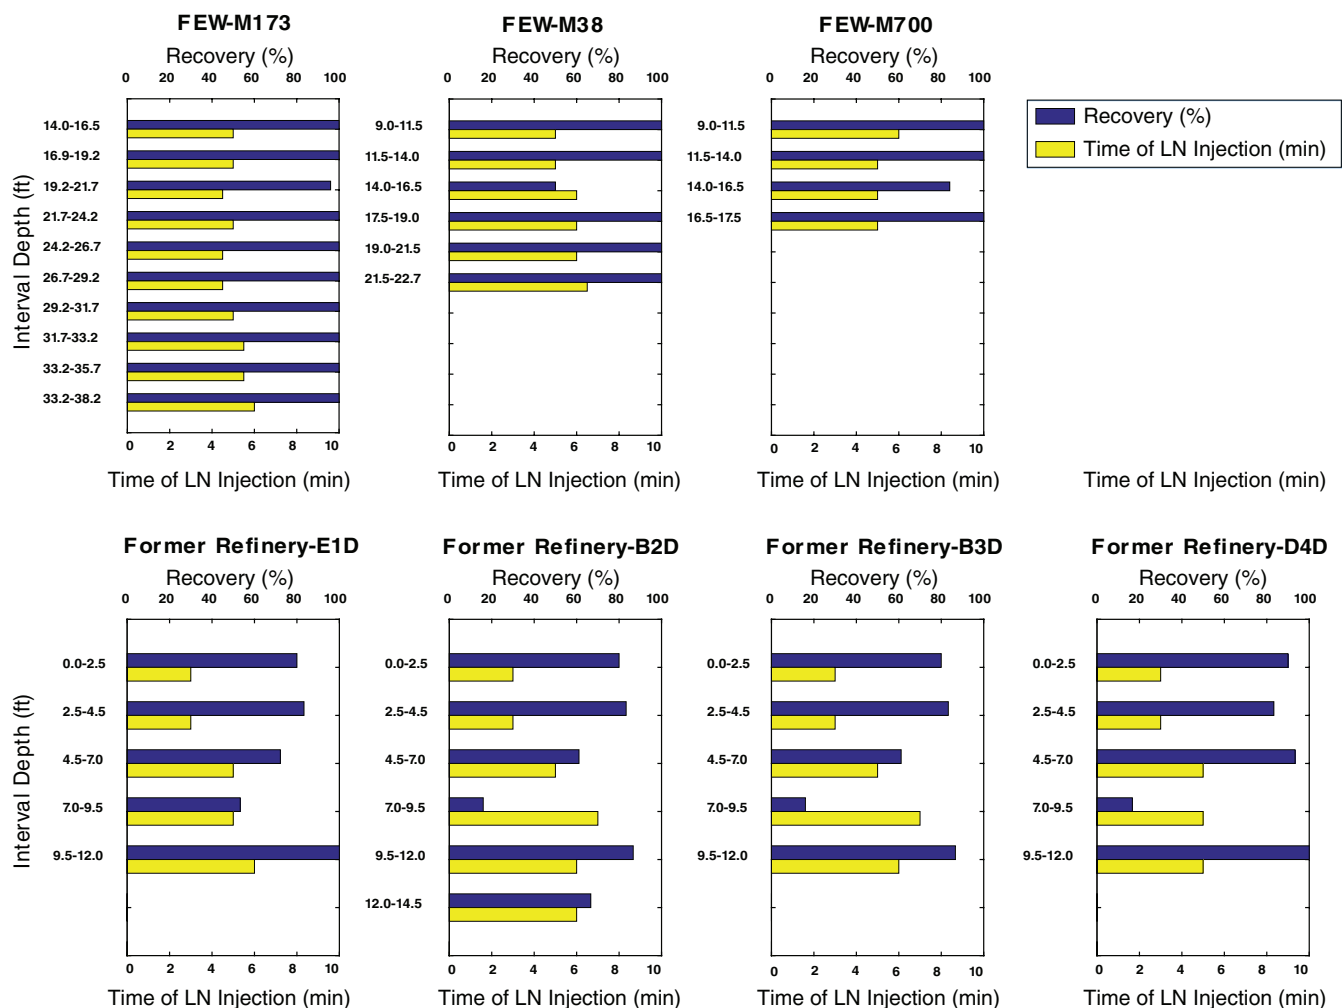 FEW-M173
FEW-M38
FEW-M700
Recovery (%)
Recovery (%)
Recovery (%)
0 20 40 60 80 100
0 20 40 60 80 100
0 20 40 60 80 100
Recovery (%)
Time of LN Injection (min)
Interval Depth (ft)
14.0-16.5
16.9-19.2
19.2-21.7
21.7-24.2
24.2-26.7
26.7-29.2
29.2-31.7
31.7-33.2
33.2-35.7
33.2-38.2
9.0-11.5
11.5-14.0
14.0-16.5
17.5-19.0
19.0-21.5
21.5-22.7
9.0-11.5
11.5-14.0
14.0-16.5
16.5-17.5
0 2 4 6 8 10
0 2 4 6 8 10
0 2 4 6 8 10
Time of LN Injection (min)
Time of LN Injection (min)
Time of LN Injection (min)
Time of LN Injection (min)
Former Refinery-E1D
Former Refinery-B2D
Former Refinery-B3D
Former Refinery-D4D
Recovery (%)
Recovery (%)
Recovery (%)
Recovery (%)
0 20 40 60 80 100
0 20 40 60 80 100
0 20 40 60 80 100
0 20 40 60 80 100
Interval Depth (ft)
0.0-2.5
2.5-4.5
4.5-7.0
7.0-9.5
9.5-12.0
0.0-2.5
2.5-4.5
4.5-7.0
7.0-9.5
9.5-12.0
12.0-14.5
0.0-2.5
2.5-4.5
4.5-7.0
7.0-9.5
9.5-12.0
0.0-2.5
2.5-4.5
4.5-7.0
7.0-9.5
9.5-12.0
0 2 4 6 8 10
0 2 4 6 8 10
0 2 4 6 8 10
0 2 4 6 8 10
Time of LN Injection (min)
Time of LN Injection (min)
Time of LN Injection (min)
Time of LN Injection (min)